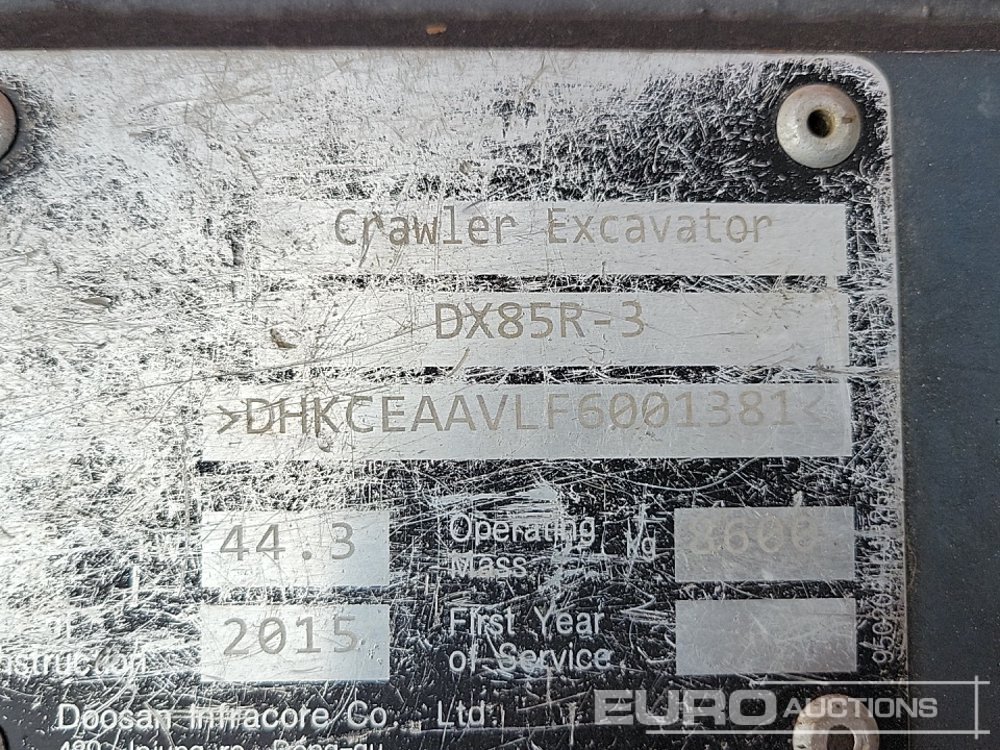 Crawler Excavator
DX85R-3
>DHKCEAAVLF6001381<
44.3 Operating Mass kg 8600
2015 First Year of Service
Doosan Infracore Co., Ltd
EURO AUCTIONS